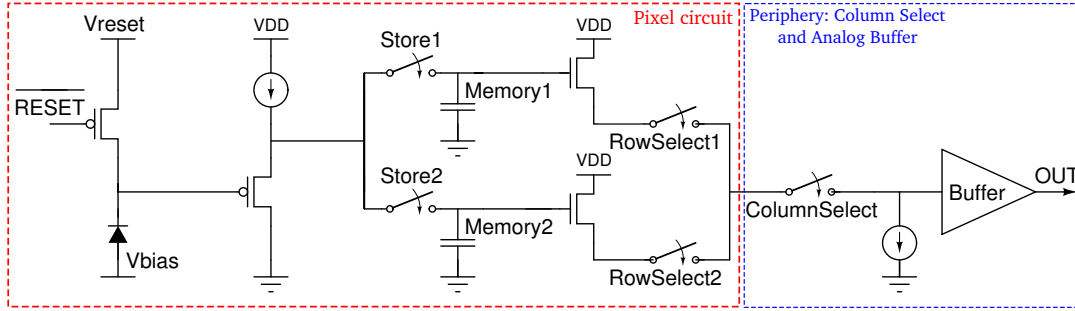 Pixel circuit
Periphery: Column Select
and Analog Buffer
Vreset
VDD
VDD
Store1
RESET
Memory1
RowSelect1
VDD
Store2
OUT
Buffer
ColumnSelect
Memory2
Vbias
RowSelect2